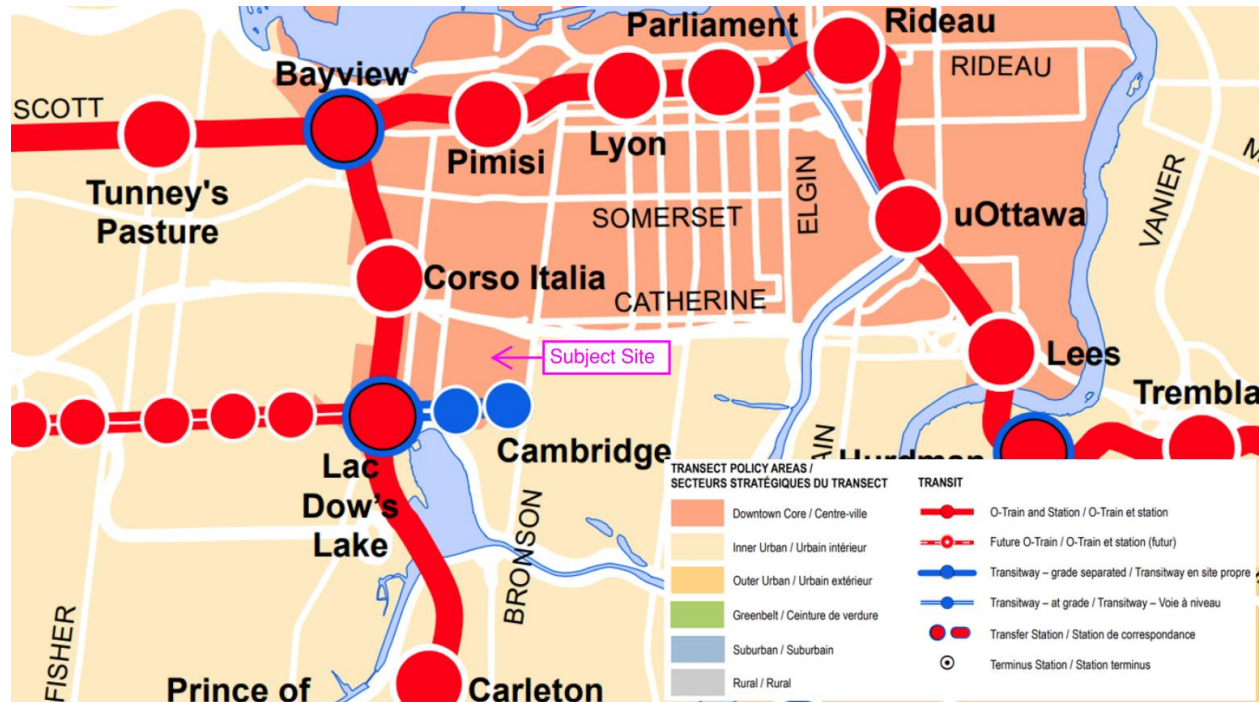 Parliament
Rideau
Bayview
RIDEAU
SCOTT
Pimisi
Lyon
ELGIN
VANIER
Tunney's
Pasture
SOMERSET
uOttawa
Corso Italia
CATHERINE
Subject Site
Lees
Trembla
Cambridge
Hurdman
Lac
Dow's
Lake
BRONSON
FISHER
Prince of
Carleton
TRANSECT POLICY AREAS /
SECTEURS STRATÉGIQUES DU TRANSECT
Downtown Core / Centre-ville
Inner Urban / Urbain intérieur
Outer Urban / Urbain extérieur
Greenbelt / Ceinture de verdure
Suburban / Suburbain
Rural / Rural
TRANSIT
O-Train and Station / O-Train et station
Future O-Train / O-Train et station (futur)
Transitway – grade separated / Transitway en site propre
Transitway – at grade / Transitway – Voie à niveau
Transfer Station / Station de correspondance
Terminus Station / Station terminus